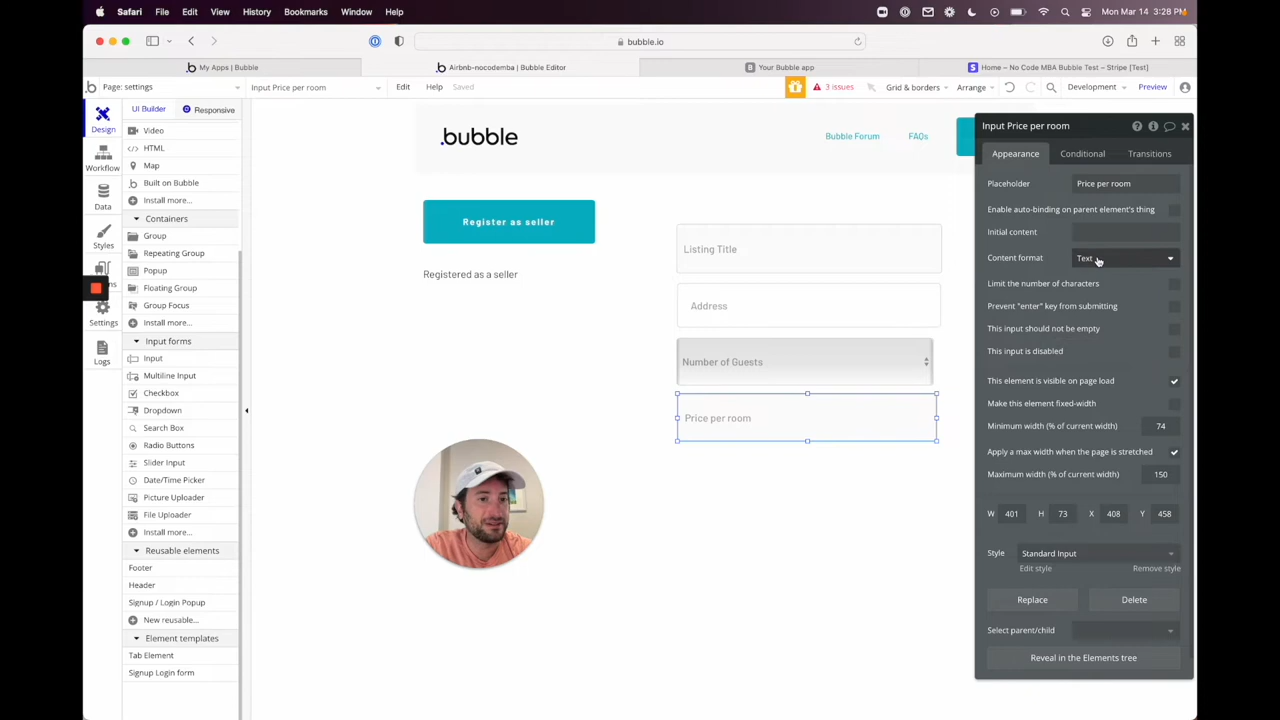 Safari File Edit View History Bookmarks Window Help Mon Mar 14 3:28 PM
bubble.io
My Apps | Bubble Airbnb-nocodemba | Bubble Editor Your Bubble app Home – No Code MBA Bubble Test – Stripe [Test]
Page: settings Input Price per room Edit Help Saved 3 issues Grid & borders Arrange Development Preview
Design
Workflow
Data
Styles
Settings
Logs
UI Builder Responsive
Video
HTML
Map
Built on Bubble
Install more...
Containers
Group
Repeating Group
Popup
Floating Group
Group Focus
Install more...
Input forms
Input
Multiline Input
Checkbox
Dropdown
Search Box
Radio Buttons
Slider Input
Date/Time Picker
Picture Uploader
File Uploader
Install more...
Reusable elements
Footer
Header
Signup / Login Popup
New reusable...
Element templates
Tab Element
Signup Login form
.bubble
Bubble Forum FAQs
Register as seller
Registered as a seller
Listing Title
Address
Number of Guests
Price per room
Input Price per room
Appearance Conditional Transitions
Placeholder Price per room
Enable auto-binding on parent element's thing
Initial content
Content format Text
Limit the number of characters
Prevent "enter" key from submitting
This input should not be empty
This input is disabled
This element is visible on page load
Make this element fixed-width
Minimum width (% of current width) 74
Apply a max width when the page is stretched
Maximum width (% of current width) 150
W 401 H 73 X 408 Y 458
Style Standard Input
Edit style Remove style
Replace Delete
Select parent/child
Reveal in the Elements tree